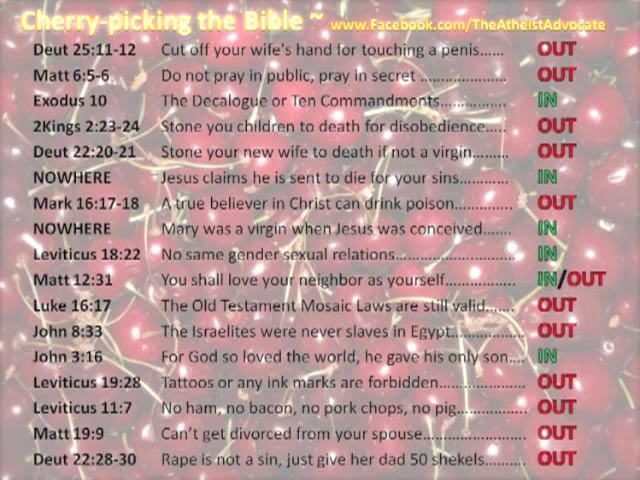 Cherry-picking the Bible ~ www.Facebook.com/TheAtheistAdvocate
Deut 25:11-12 Cut off your wife's hand for touching a penis...... OUT
Matt 6:5-6 Do not pray in public, pray in secret .................... OUT
Exodus 10 The Decalogue or Ten Commandments............... IN
2Kings 2:23-24 Stone you children to death for disobedience..... OUT
Deut 22:20-21 Stone your new wife to death if not a virgin......... OUT
NOWHERE Jesus claims he is sent to die for your sins............ IN
Mark 16:17-18 A true believer in Christ can drink poison.............. OUT
NOWHERE Mary was a virgin when Jesus was conceived....... IN
Leviticus 18:22 No same gender sexual relations............................ IN
Matt 12:31 You shall love your neighbor as yourself................ IN/OUT
Luke 16:17 The Old Testament Mosaic Laws are still valid....... OUT
John 8:33 The Israelites were never slaves in Egypt................. OUT
John 3:16 For God so loved the world, he gave his only son.... IN
Leviticus 19:28 Tattoos or any ink marks are forbidden.................... OUT
Leviticus 11:7 No ham, no bacon, no pork chops, no pig................ OUT
Matt 19:9 Can't get divorced from your spouse........................ OUT
Deut 22:28-30 Rape is not a sin, just give her dad 50 shekels.......... OUT